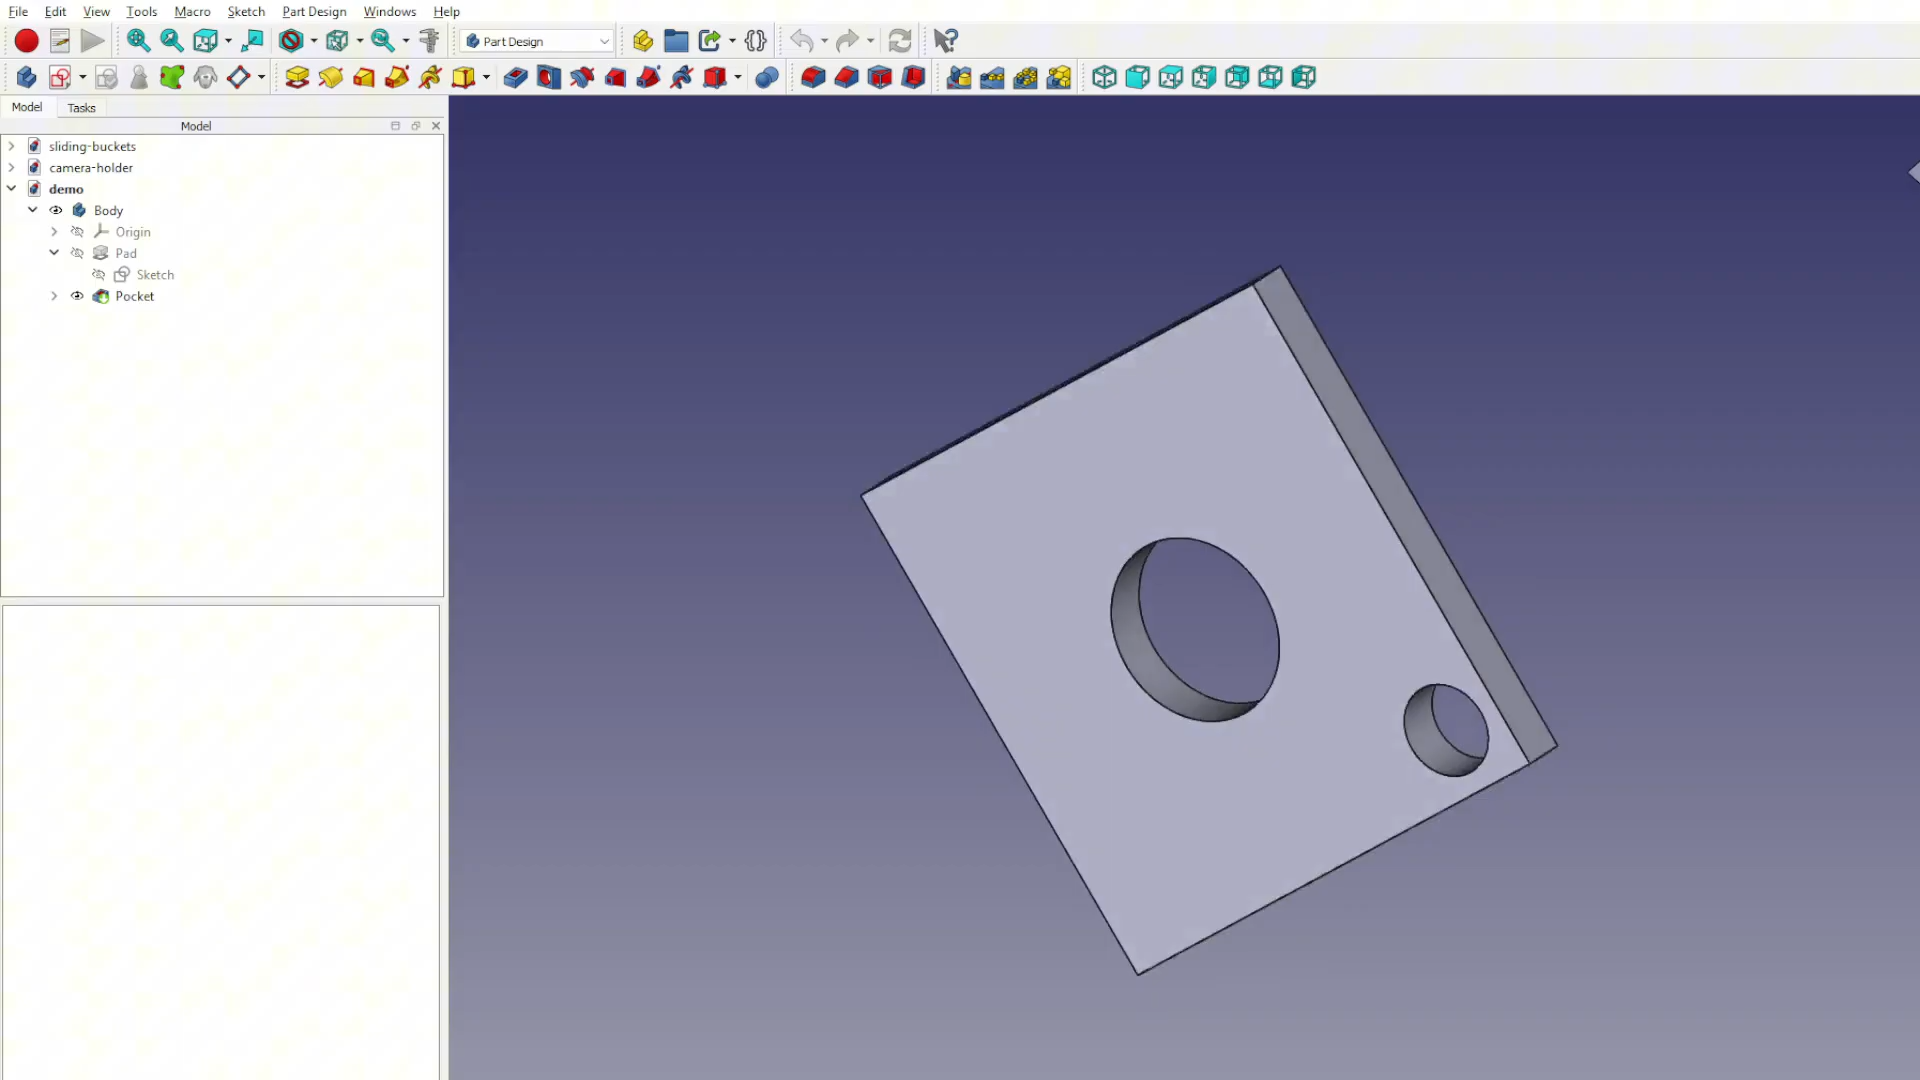 File Edit View Tools Macro Sketch Part Design Windows Help
Part Design
Model Tasks
Model
sliding-buckets
camera-holder
demo
Body
Origin
Pad
Sketch
Pocket